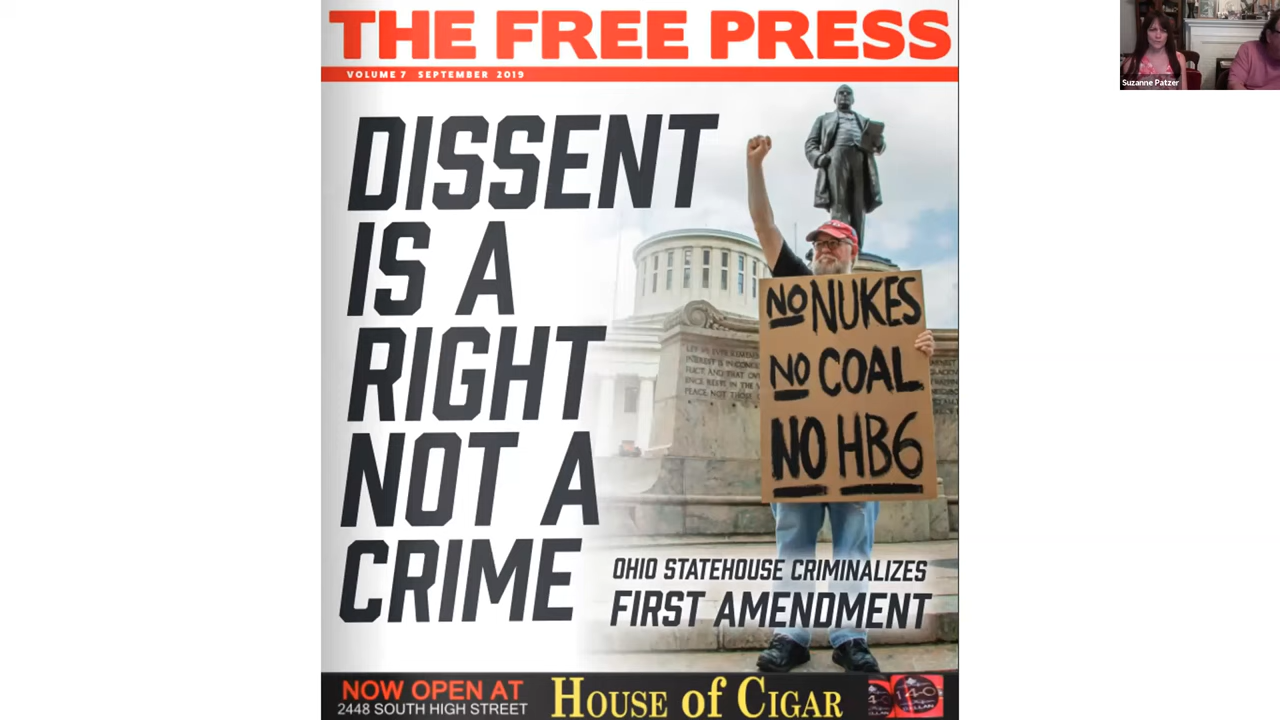 THE FREE PRESS
VOLUME 7 SEPTEMBER 2019
Suzanne Patzer
DISSENT
IS A
RIGHT
NOT A
CRIME
NO NUKES
NO COAL
NO HB6
OHIO STATEHOUSE CRIMINALIZES
FIRST AMENDMENT
NOW OPEN AT
2448 SOUTH HIGH STREET
HOUSE OF CIGAR